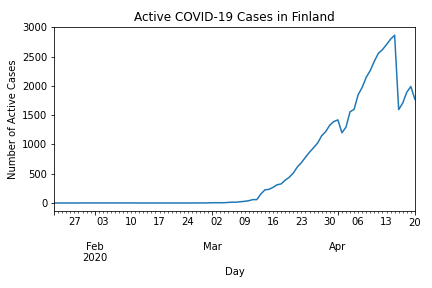 Active COVID-19 Cases in Finland
Number of Active Cases
3000
2500
2000
1500
1000
500
0
27 03 10 17 24 02 09 16 23 30 06 13 20
Feb Mar Apr
2020
Day